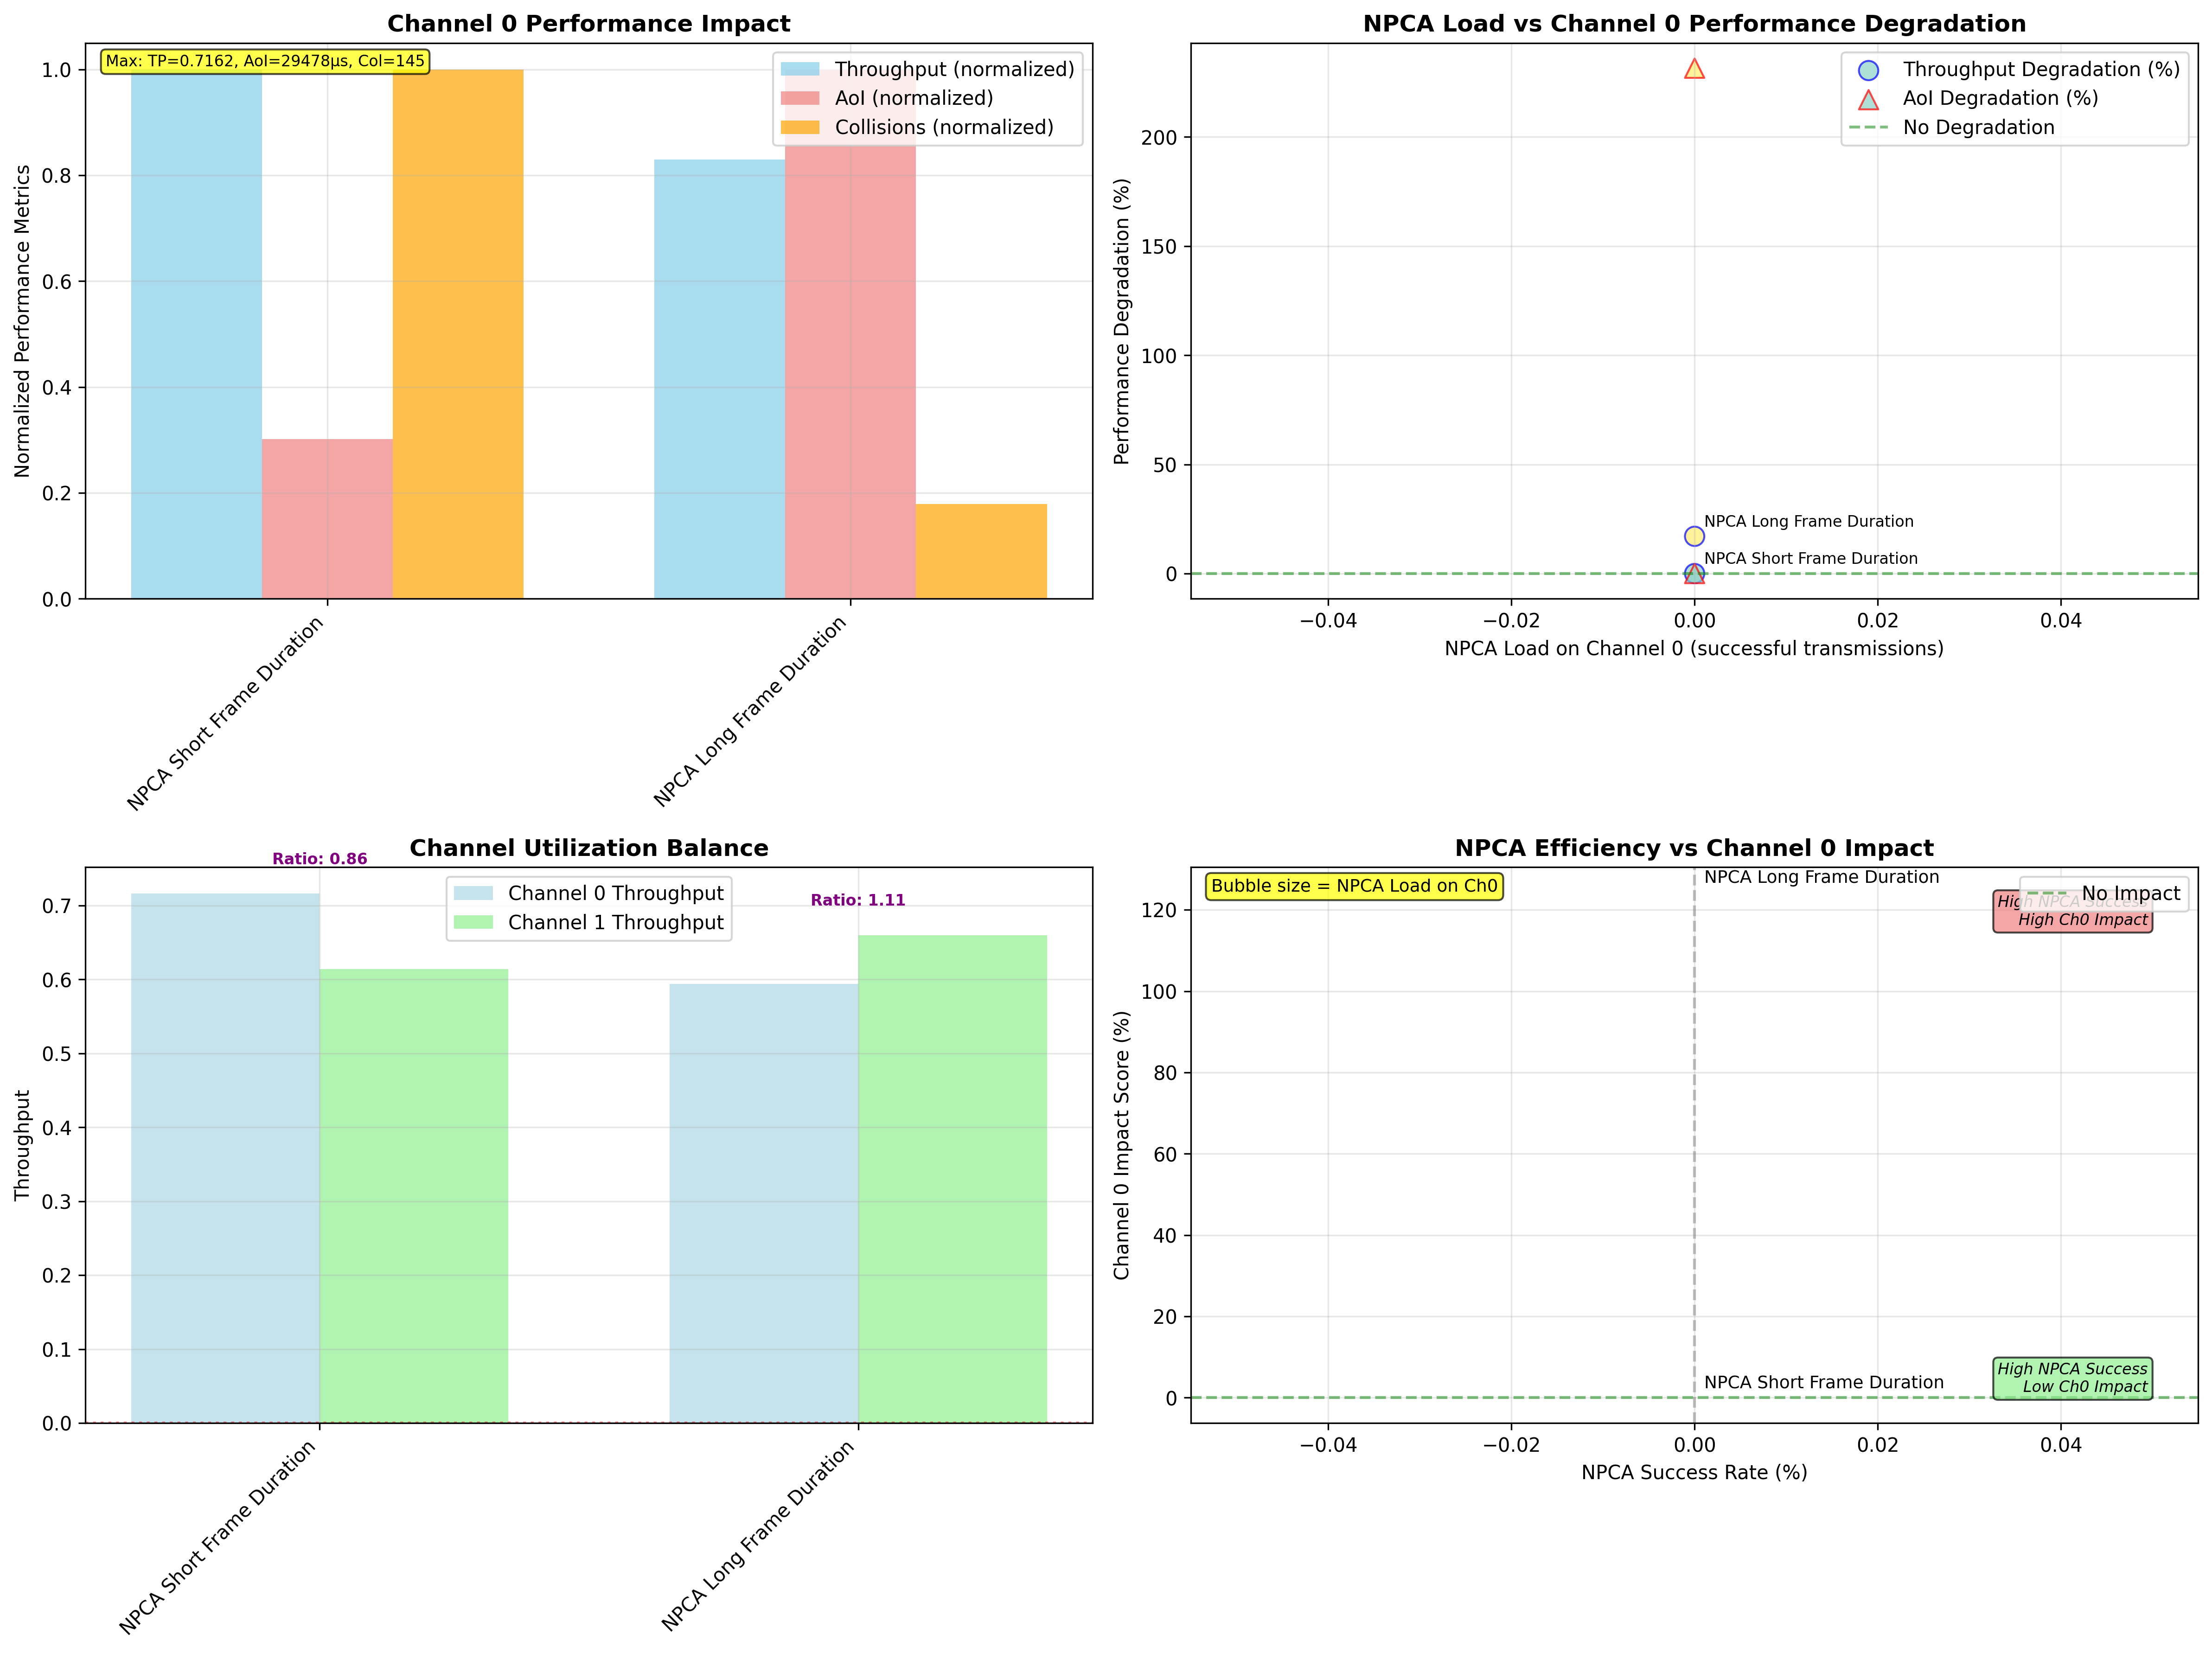 Channel 0 Performance Impact
Max: TP=0.7162, AoI=29478μs, Col=145
Throughput (normalized)
AoI (normalized)
Collisions (normalized)
Normalized Performance Metrics
1.0
0.8
0.6
0.4
0.2
0.0
NPCA Short Frame Duration
NPCA Long Frame Duration
NPCA Load vs Channel 0 Performance Degradation
Throughput Degradation (%)
AoI Degradation (%)
No Degradation
Performance Degradation (%)
200
150
100
50
0
NPCA Long Frame Duration
NPCA Short Frame Duration
−0.04
−0.02
0.00
0.02
0.04
NPCA Load on Channel 0 (successful transmissions)
Channel Utilization Balance
Ratio: 0.86
Ratio: 1.11
Channel 0 Throughput
Channel 1 Throughput
Throughput
0.7
0.6
0.5
0.4
0.3
0.2
0.1
0.0
NPCA Short Frame Duration
NPCA Long Frame Duration
NPCA Efficiency vs Channel 0 Impact
Bubble size = NPCA Load on Ch0
NPCA Long Frame Duration
No Impact
High NPCA Success
High Ch0 Impact
Channel 0 Impact Score (%)
120
100
80
60
40
20
0
NPCA Short Frame Duration
High NPCA Success
Low Ch0 Impact
−0.04
−0.02
0.00
0.02
0.04
NPCA Success Rate (%)